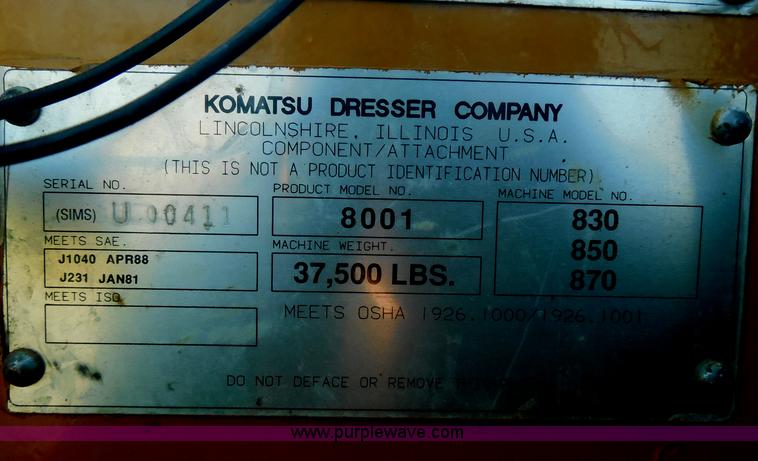 KOMATSU DRESSER COMPANY
LINCOLNSHIRE, ILLINOIS U.S.A.
COMPONENT/ATTACHMENT
(THIS IS NOT A PRODUCT IDENTIFICATION NUMBER)
SERIAL NO.
(SIMS) U 00411
PRODUCT MODEL NO.
8001
MACHINE MODEL NO.
830
850
870
MEETS SAE.
J1040 APR88
J231 JAN81
MACHINE WEIGHT.
37,500 LBS.
MEETS ISO
MEETS OSHA 1926.1000/1926.1001
DO NOT DEFACE OR REMOVE
www.purplewave.com